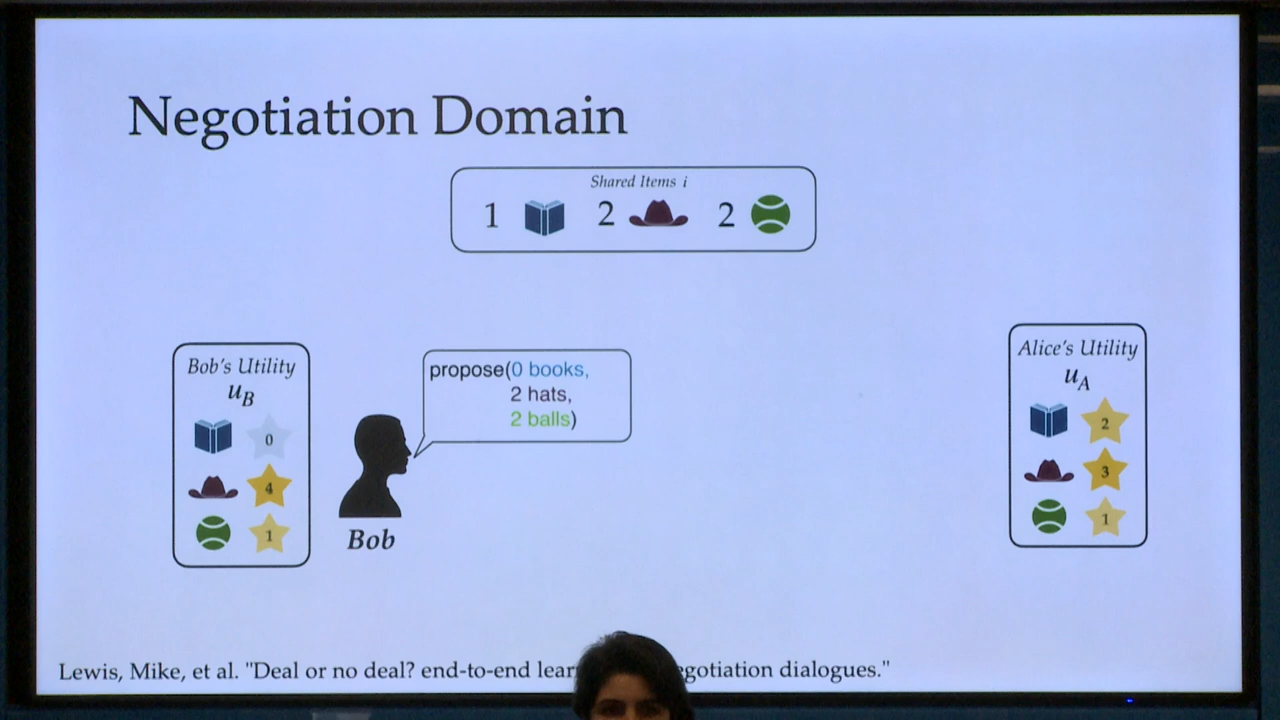 Negotiation Domain
Shared Items i
1 2 2
Bob's Utility
u_B
0
4
1
propose(0 books,
2 hats,
2 balls)
Bob
Alice's Utility
u_A
2
3
1
Lewis, Mike, et al. "Deal or no deal? end-to-end lear egotiation dialogues."